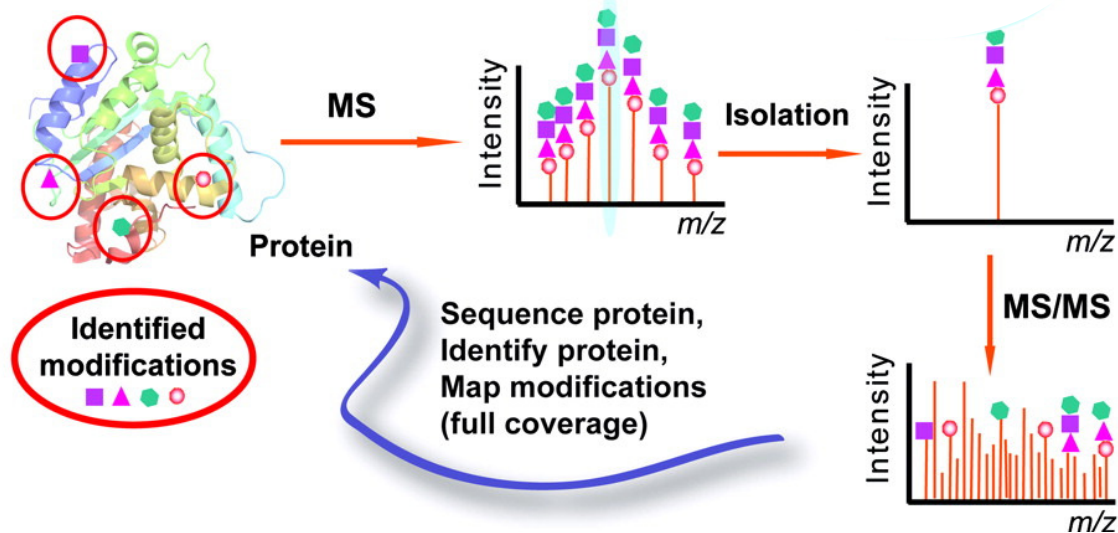 MS
Intensity
m/z
Isolation
Intensity
m/z
Protein
Identified
modifications
Sequence protein,
Identify protein,
Map modifications
(full coverage)
MS/MS
Intensity
m/z